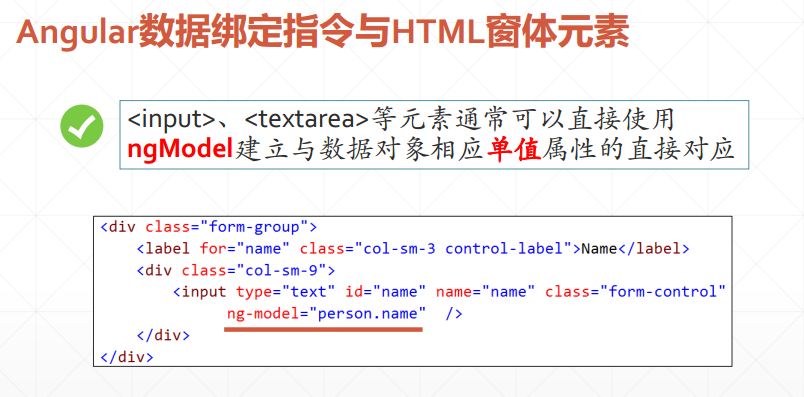 Angular数据绑定指令与HTML窗体元素
<input>、<textarea>等元素通常可以直接使用
ngModel建立与数据对象相应单值属性的直接对应
<div class="form-group">
<label for="name" class="col-sm-3 control-label">Name</label>
<div class="col-sm-9">
<input type="text" id="name" name="name" class="form-control"
ng-model="person.name" />
</div>
</div>